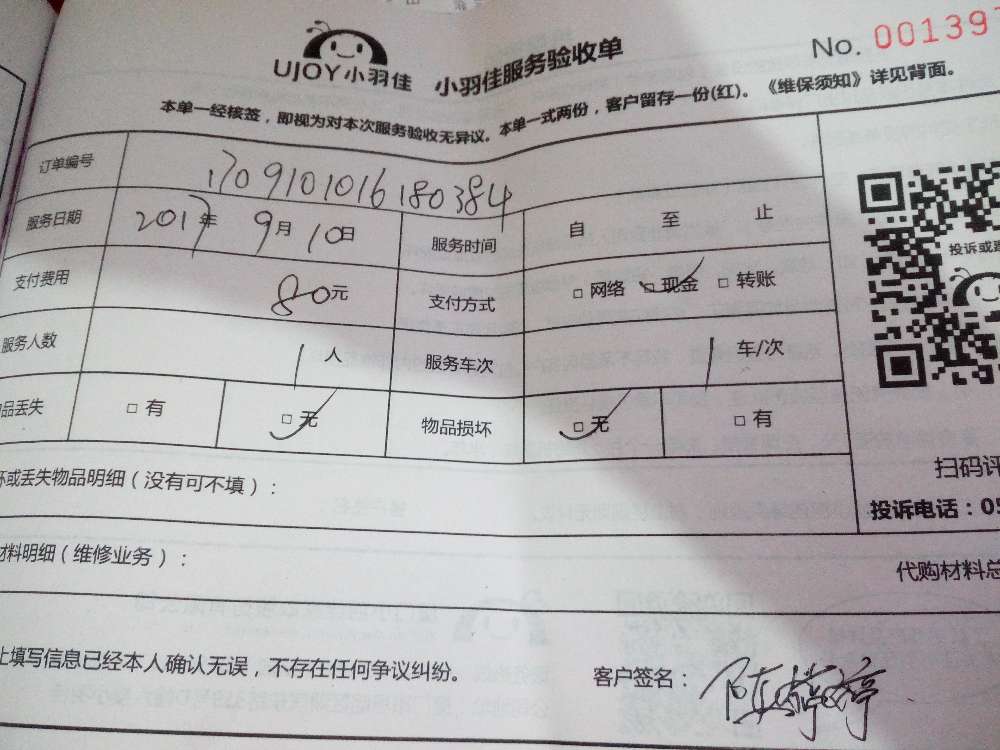 UJOY小羽佳 小羽佳服务验收单 No. 001397
本单一经核签，即视为对本次服务验收无异议。本单一式两份，客户留存一份(红)。《维保须知》详见背面。
订单编号 1709101016180384
服务日期 2017年 9月 10日 服务时间 自 至 止
支付费用 80元 支付方式 □ 网络 □ 现金 □ 转账
服务人数 1 人 服务车次 1 车/次
品丢失 □ 有 □ 无 物品损坏 □ 无 □ 有
投诉或
扫码评
坏或丢失物品明细（没有可不填）：
投诉电话：05
材料明细（维修业务）：
代购材料总
上填写信息已经本人确认无误，不存在任何争议纠纷。 客户签名：